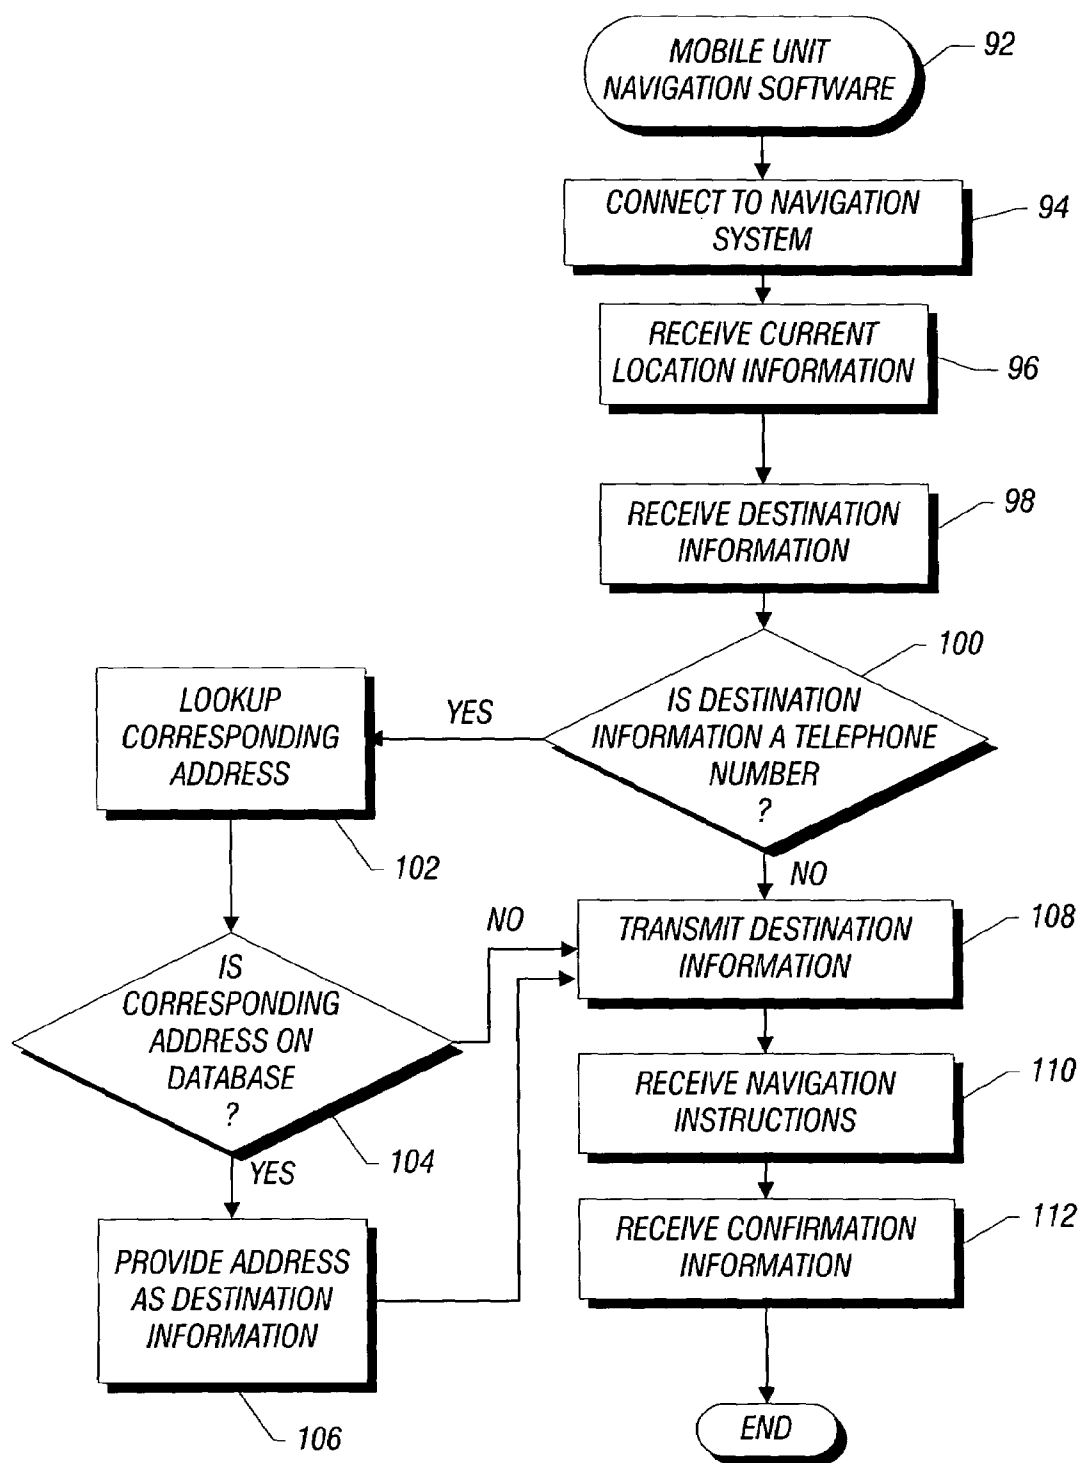 MOBILE UNIT
NAVIGATION SOFTWARE
92
CONNECT TO NAVIGATION
SYSTEM
94
RECEIVE CURRENT
LOCATION INFORMATION
96
RECEIVE DESTINATION
INFORMATION
98
IS DESTINATION
INFORMATION A TELEPHONE
NUMBER
?
100
YES
NO
LOOKUP
CORRESPONDING
ADDRESS
102
IS
CORRESPONDING
ADDRESS ON
DATABASE
?
104
NO
YES
PROVIDE ADDRESS
AS DESTINATION
INFORMATION
106
TRANSMIT DESTINATION
INFORMATION
108
RECEIVE NAVIGATION
INSTRUCTIONS
110
RECEIVE CONFIRMATION
INFORMATION
112
END